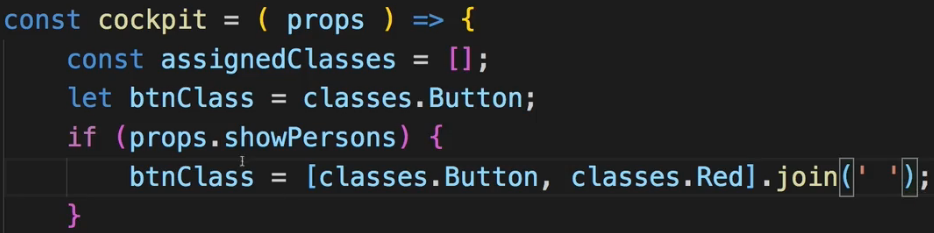 const cockpit = ( props ) => {
    const assignedClasses = [];
    let btnClass = classes.Button;
    if (props.showPersons) {
        btnClass = [classes.Button, classes.Red].join(' ');
    }